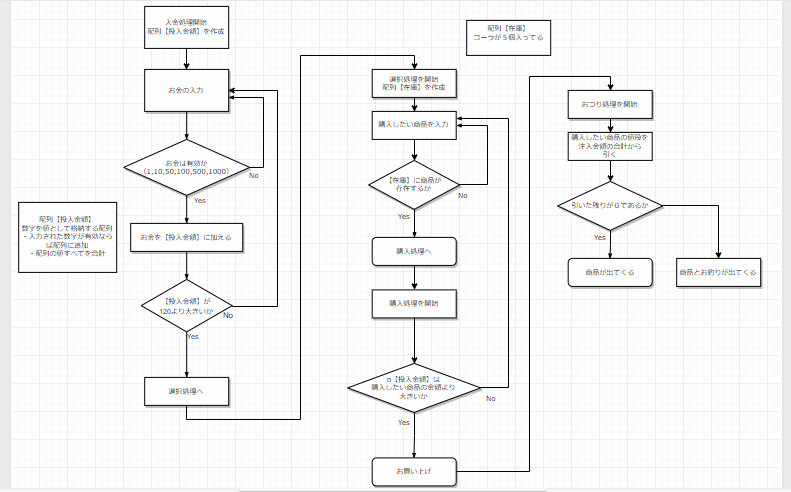 入金処理開始
配列【投入金額】を作成
お金の入力
お金は有効か
(1,10,50,100,500,1000)
No
Yes
配列【投入金額】
数字を値として格納する配列
・入力された数字が有効なら
ば配列に追加
・配列の値すべてを合計
お金を【投入金額】に加える
【投入金額】が
120より大きいか
No
Yes
選択処理へ
配列【在庫】
コーラが５個入ってる
選択処理を開始
配列【在庫】を作成
購入したい商品を入力
【在庫】に商品が
存在するか
No
Yes
購入処理へ
購入処理を開始
n【投入金額】は
購入したい商品の金額より
大きいか
No
Yes
お買い上げ
おつり処理を開始
購入したい商品の値段を
注入金額の合計から
引く
引いた残りが０であるか
Yes
商品が出てくる
商品とお釣りが出てくる